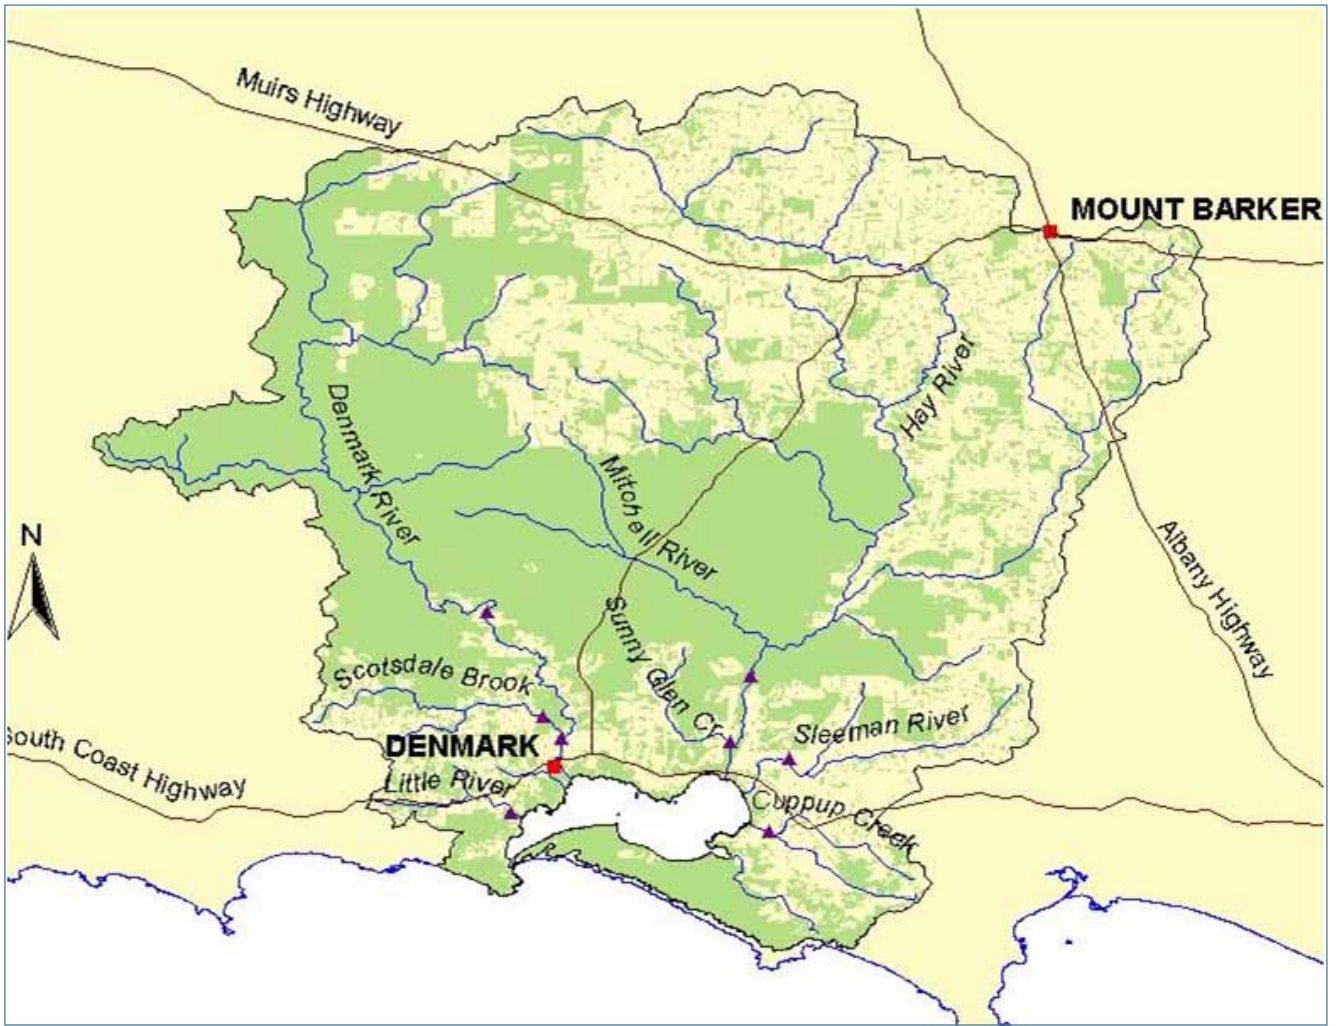 Muirs Highway
MOUNT BARKER
Hay River
Denmark River
Mitchell River
N
Albany Highway
Sunny Glen Cr
Scotsdale Brook
Sleeman River
South Coast Highway
DENMARK
Little River
Cuppup Creek